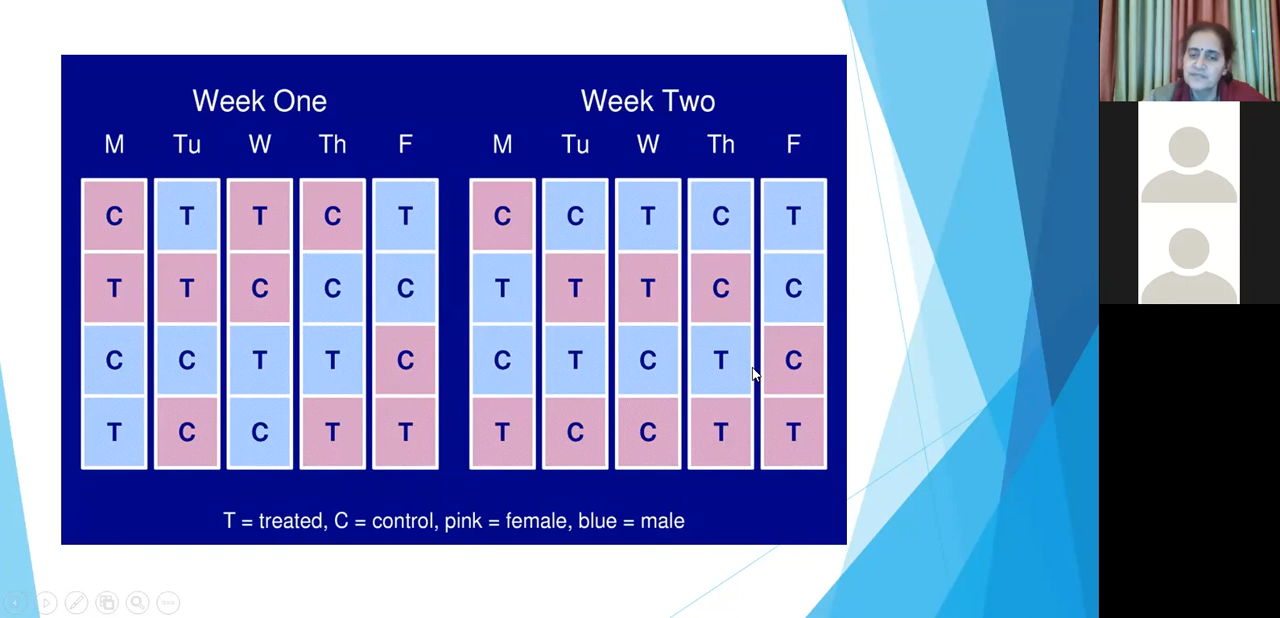 Week One Week Two
M Tu W Th F M Tu W Th F
C T T C T C C T C T
T T C C C T T T C C
C C T T C C T C T C
T C C T T T C C T T
T = treated, C = control, pink = female, blue = male